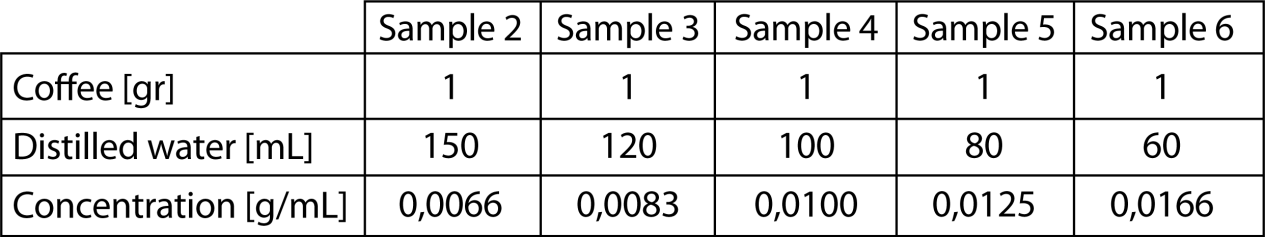 Sample 2 Sample 3 Sample 4 Sample 5 Sample 6
Coffee [gr] 1 1 1 1 1
Distilled water [mL] 150 120 100 80 60
Concentration [g/mL] 0,0066 0,0083 0,0100 0,0125 0,0166